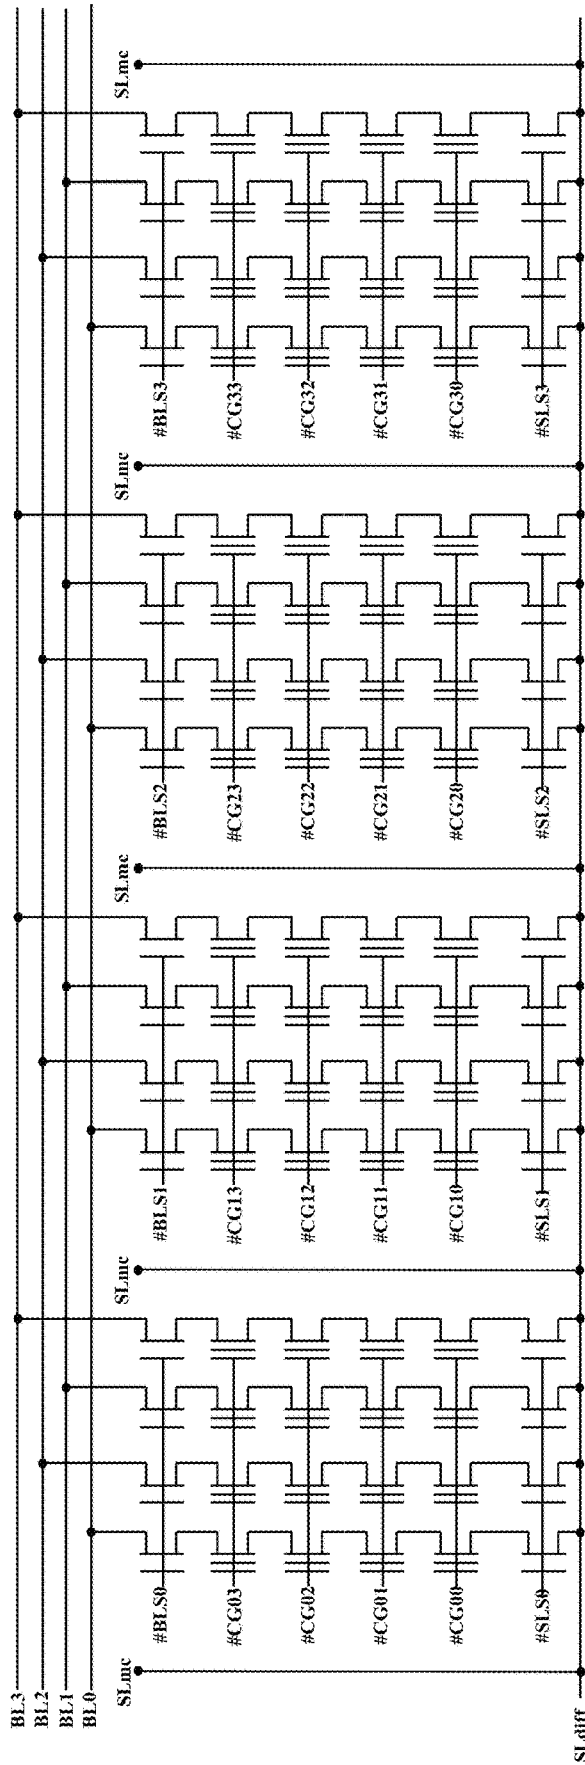 BL3
BL2
BL1
BL0
SLmc
#BLS0
#CG03
#CG02
#CG01
#CG00
#SLS0
SLmc
#BLS1
#CG13
#CG12
#CG11
#CG10
#SLS1
SLmc
#BLS2
#CG23
#CG22
#CG21
#CG20
#SLS2
SLmc
#BLS3
#CG33
#CG32
#CG31
#CG30
#SLS3
SLmc
SLdiff